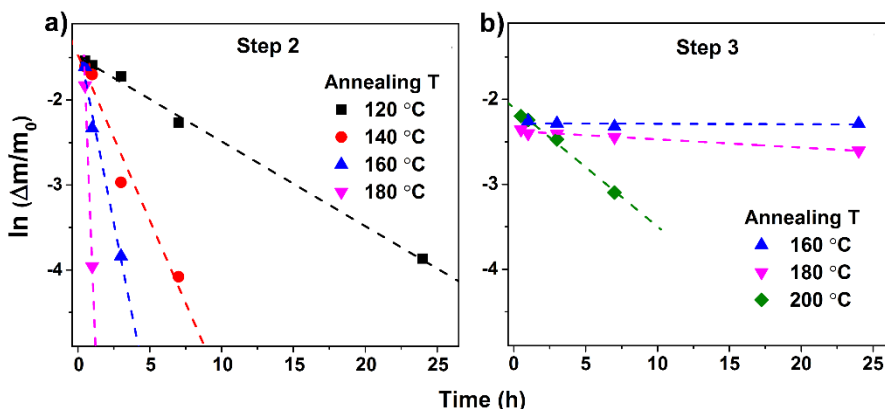 a)
Step 2
Annealing T
120 °C
140 °C
160 °C
180 °C
-2
-3
-4
0
5
10
15
20
25
ln (Δm/m0)
b)
Step 3
Annealing T
160 °C
180 °C
200 °C
-2
-3
-4
0
5
10
15
20
25
Time (h)